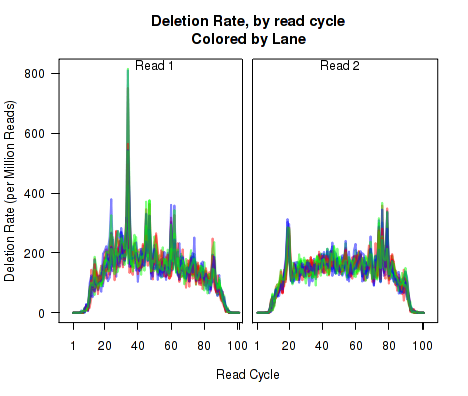 Deletion Rate, by read cycle
Colored by Lane
Read 1
Read 2
Deletion Rate (per Million Reads)
800
600
400
200
0
1 20 40 60 80 100
1 20 40 60 80 100
Read Cycle